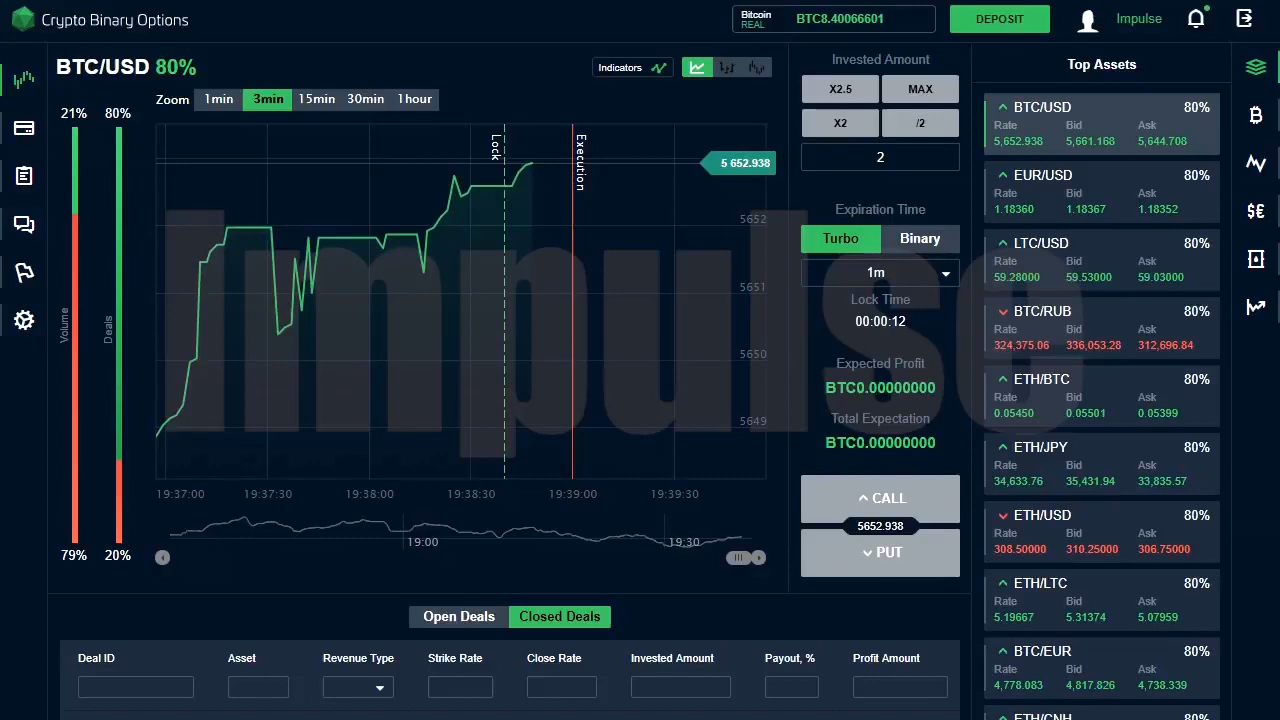 Crypto Binary Options
Bitcoin
REAL
BTC8.40066601
DEPOSIT
Impulse
BTC/USD 80%
Indicators
Zoom
1min
3min
15min
30min
1hour
21%
80%
Volume
Deals
79%
20%
Lock
Execution
5 652.938
5652
5651
5650
5649
19:37:00
19:37:30
19:38:00
19:38:30
19:39:00
19:39:30
19:00
19:30
Impulse
Invested Amount
X2.5
MAX
X2
/2
2
Expiration Time
Turbo
Binary
1m
Lock Time
00:00:12
Expected Profit
BTC0.00000000
Total Expectation
BTC0.00000000
CALL
5652.938
PUT
Open Deals
Closed Deals
Deal ID
Asset
Revenue Type
Strike Rate
Close Rate
Invested Amount
Payout, %
Profit Amount
Top Assets
BTC/USD 80%
Rate Bid Ask
5,652.938 5,661.168 5,644.708
EUR/USD 80%
Rate Bid Ask
1.18360 1.18367 1.18352
LTC/USD 80%
Rate Bid Ask
59.28000 59.53000 59.03000
BTC/RUB 80%
Rate Bid Ask
324,375.06 336,053.28 312,696.84
ETH/BTC 80%
Rate Bid Ask
0.05450 0.05501 0.05399
ETH/JPY 80%
Rate Bid Ask
34,633.76 35,431.94 33,835.57
ETH/USD 80%
Rate Bid Ask
308.50000 310.25000 306.75000
ETH/LTC 80%
Rate Bid Ask
5.19667 5.31374 5.07959
BTC/EUR 80%
Rate Bid Ask
4,778.083 4,817.826 4,738.339
ETH/CNH 80%